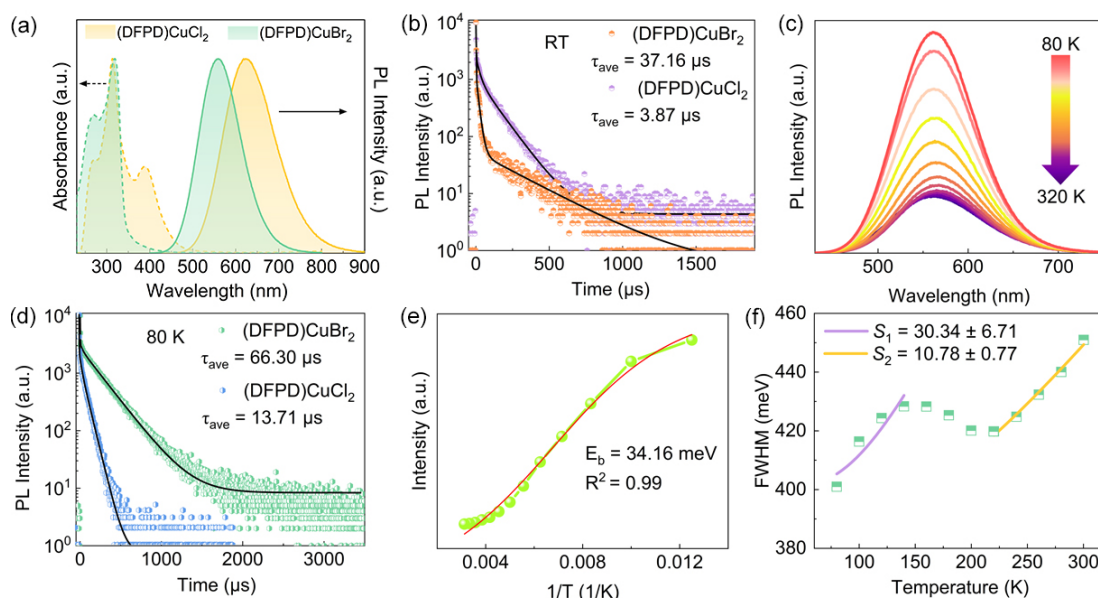 (a)
(DFPD)CuCl2
(DFPD)CuBr2
Absorbance (a.u.)
PL Intensity (a.u.)
300 400 500 600 700 800 900
Wavelength (nm)
(b)
RT
(DFPD)CuBr2
τave = 37.16 μs
(DFPD)CuCl2
τave = 3.87 μs
PL Intensity (a.u.)
10^4
10^3
10^2
10^1
10^0
0 500 1000 1500
Time (μs)
(c)
80 K
320 K
PL Intensity (a.u.)
500 600 700
Wavelength (nm)
(d)
80 K
(DFPD)CuBr2
τave = 66.30 μs
(DFPD)CuCl2
τave = 13.71 μs
PL Intensity (a.u.)
10^4
10^3
10^2
10^1
10^0
0 1000 2000 3000
Time (μs)
(e)
Intensity (a.u.)
Eb = 34.16 meV
R^2 = 0.99
0.004 0.008 0.012
1/T (1/K)
(f)
S1 = 30.34 ± 6.71
S2 = 10.78 ± 0.77
FWHM (meV)
460
440
420
400
380
100 150 200 250 300
Temperature (K)